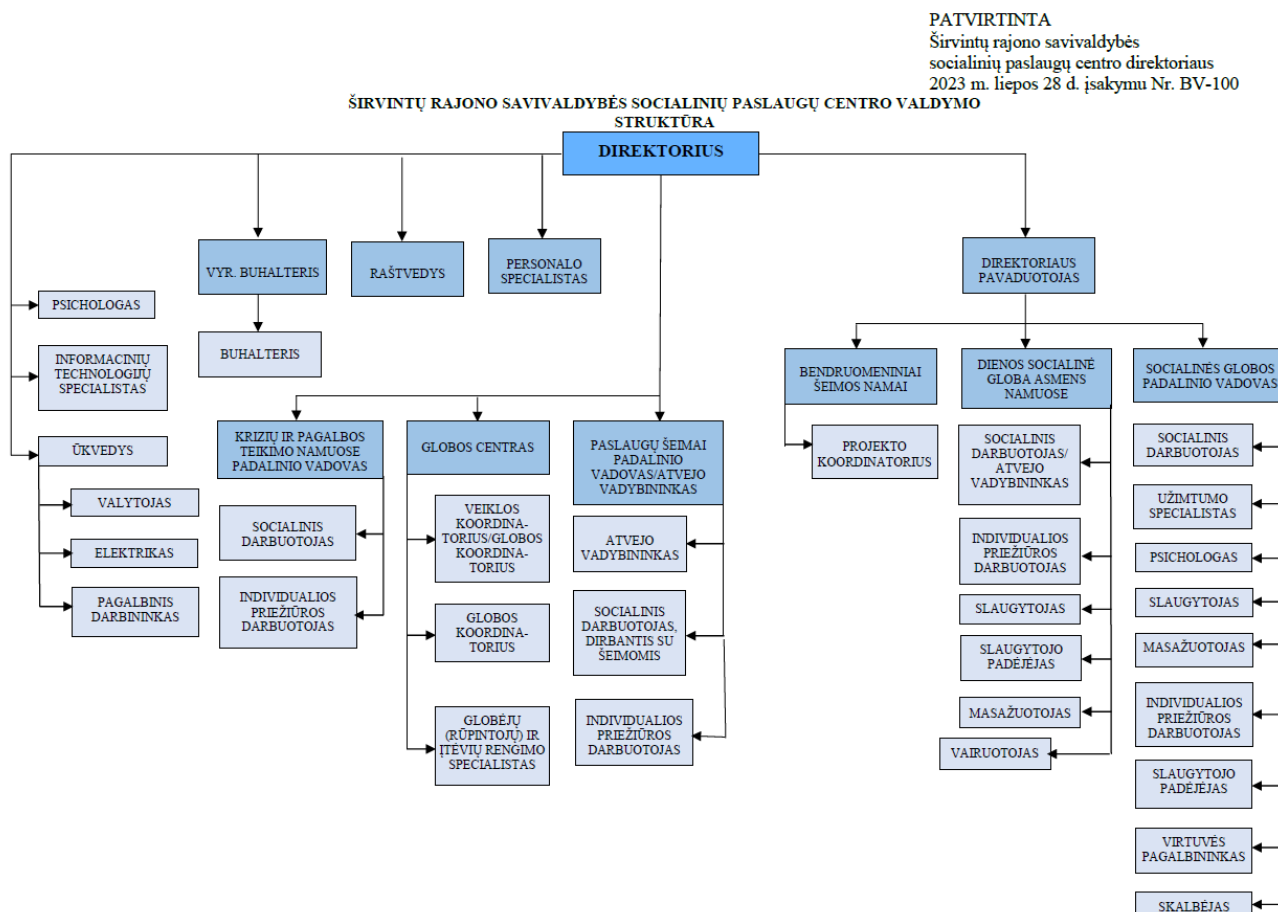 PATVIRTINTA
Širvintų rajono savivaldybės
socialinių paslaugų centro direktoriaus
2023 m. liepos 28 d. įsakymu Nr. BV-100
ŠIRVINTŲ RAJONO SAVIVALDYBĖS SOCIALINIŲ PASLAUGŲ CENTRO VALDYMO
STRUKTŪRA
DIREKTORIUS
VYR. BUHALTERIS
RAŠTVEDYS
PERSONALO
SPECIALISTAS
DIREKTORIAUS
PAVADUOTOJAS
PSICHOLOGAS
INFORMACINIŲ
TECHNOLOGIJŲ
SPECIALISTAS
ŪKVEDYS
VALYTOJAS
ELEKTRIKAS
PAGALBINIS
DARBININKAS
BUHALTERIS
KRIZIŲ IR PAGALBOS
TEIKIMO NAMUOSE
PADALINIO VADOVAS
SOCIALINIS
DARBUOTOJAS
INDIVIDUALIOS
PRIEŽIŪROS
DARBUOTOJAS
GLOBOS CENTRAS
VEIKLOS
KOORDINA-
TORIUS/GLOBOS
KOORDINA-
TORIUS
GLOBOS
KOORDINA-
TORIUS
GLOBĖJŲ
(RŪPINTOJŲ) IR
ĮTĖVIŲ RENGIMO
SPECIALISTAS
PASLAUGŲ ŠEIMAI
PADALINIO
VADOVAS/ATVEJO
VADYBININKAS
ATVEJO
VADYBININKAS
SOCIALINIS
DARBUOTOJAS,
DIRBANTIS SU
ŠEIMOMIS
INDIVIDUALIOS
PRIEŽIŪROS
DARBUOTOJAS
BENDRUOMENINIAI
ŠEIMOS NAMAI
PROJEKTO
KOORDINATORIUS
DIENOS SOCIALINĖ
GLOBA ASMENS
NAMUOSE
SOCIALINIS
DARBUOTOJAS/
ATVEJO
VADYBININKAS
INDIVIDUALIOS
PRIEŽIŪROS
DARBUOTOJAS
SLAUGYTOJAS
SLAUGYTOJO
PADĖJĖJAS
MASAŽUOTOJAS
VAIRUOTOJAS
SOCIALINĖS GLOBOS
PADALINIO VADOVAS
SOCIALINIS
DARBUOTOJAS
UŽIMTUMO
SPECIALISTAS
PSICHOLOGAS
SLAUGYTOJAS
MASAŽUOTOJAS
INDIVIDUALIOS
PRIEŽIŪROS
DARBUOTOJAS
SLAUGYTOJO
PADĖJĖJAS
VIRTUVĖS
PAGALBININKAS
SKALBĖJAS